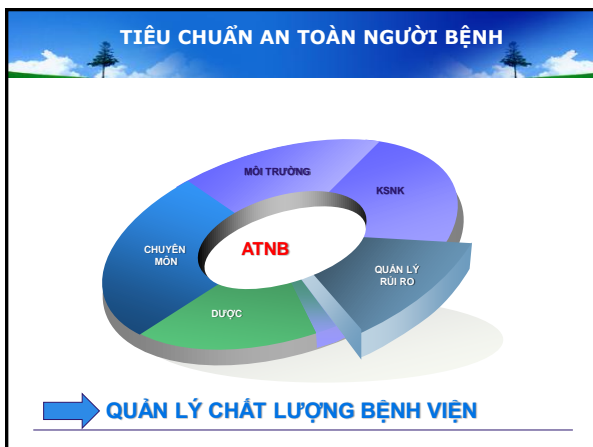 TIÊU CHUẨN AN TOÀN NGƯỜI BỆNH
MÔI TRƯỜNG
KSNK
CHUYÊN
MÔN
ATNB
QUẢN LÝ
RỦI RO
DƯỢC
QUẢN LÝ CHẤT LƯỢNG BỆNH VIỆN